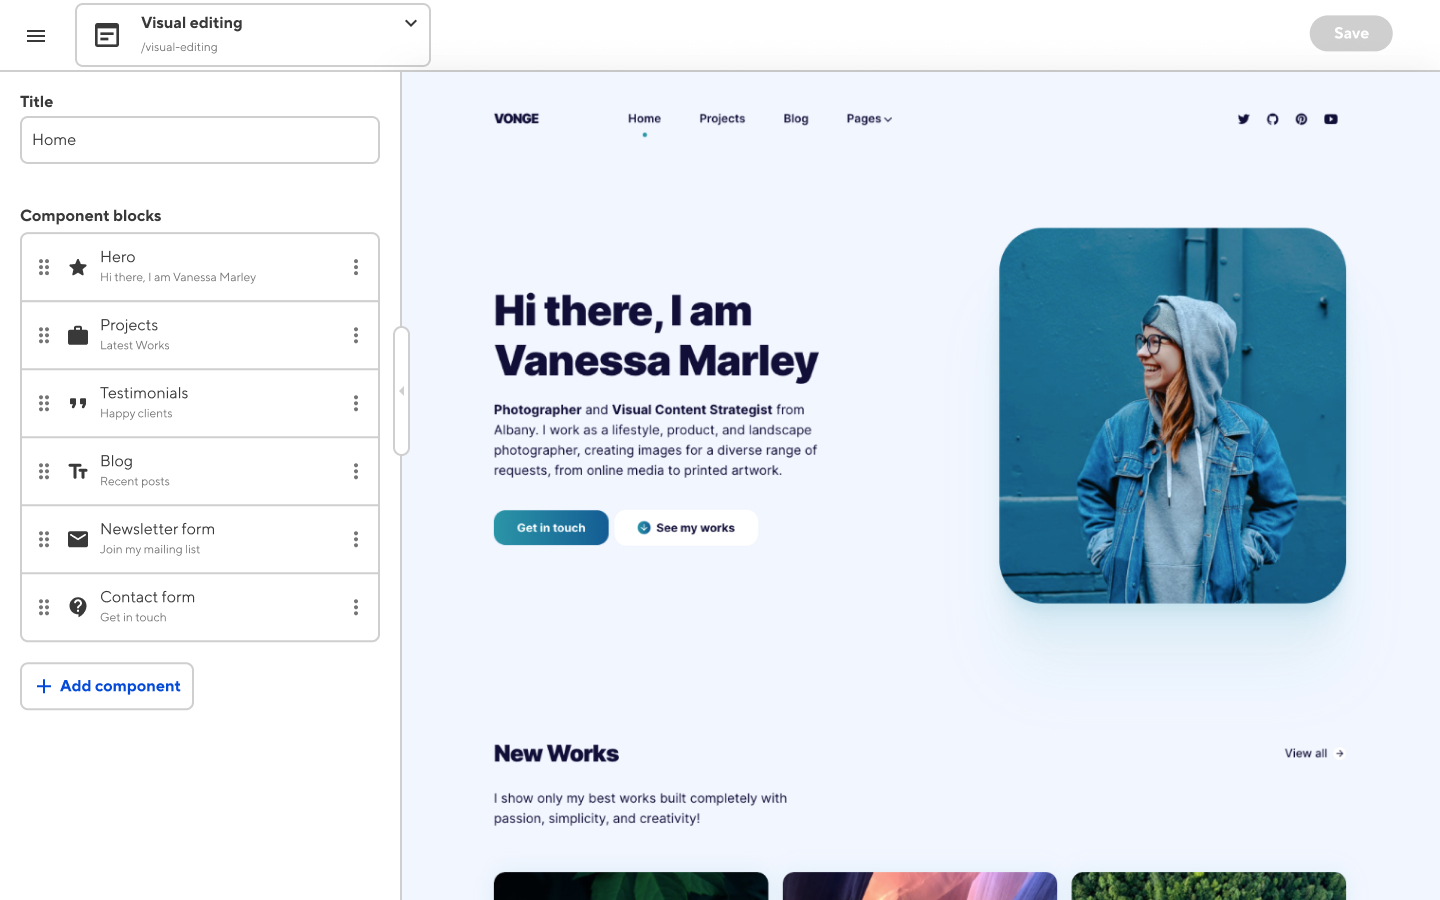 Visual editing
/visual-editing
Save
Title
Home
Component blocks
Hero
Hi there, I am Vanessa Marley
Projects
Latest Works
Testimonials
Happy clients
Blog
Recent posts
Newsletter form
Join my mailing list
Contact form
Get in touch
Add component
VONGE
Home
Projects
Blog
Pages
Hi there, I am
Vanessa Marley
Photographer and Visual Content Strategist from
Albany. I work as a lifestyle, product, and landscape
photographer, creating images for a diverse range of
requests, from online media to printed artwork.
Get in touch
See my works
New Works
View all
I show only my best works built completely with
passion, simplicity, and creativity!